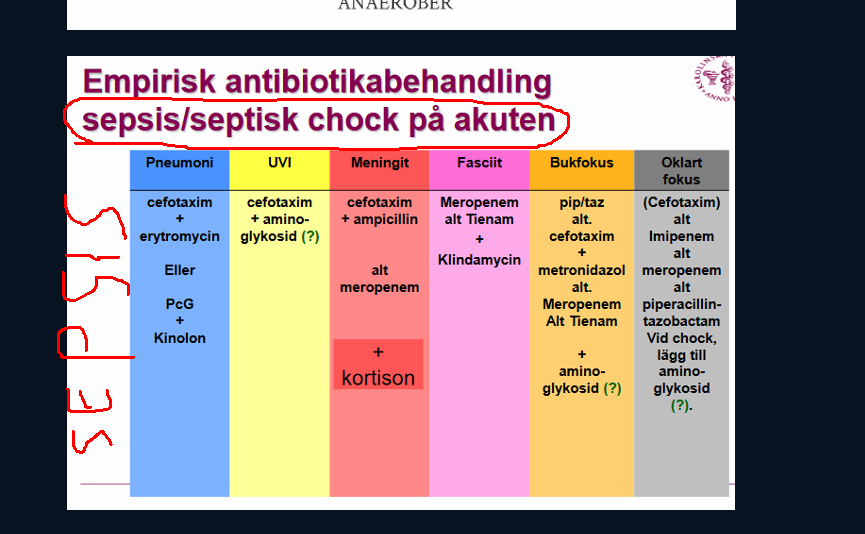 ANAEROBER
Empirisk antibiotikabehandling
sepsis/septisk chock på akuten
Pneumoni
cefotaxim
+
erytromycin
Eller
PcG
+
Kinolon
UVI
cefotaxim
+ amino-
glykosid (?)
Meningit
cefotaxim
+ ampicillin
alt
meropenem
+
kortison
Fasciit
Meropenem
alt Tienam
+
Klindamycin
Bukfokus
pip/taz
alt.
cefotaxim
+
metronidazol
alt.
Meropenem
Alt Tienam
+
amino-
glykosid (?)
Oklart
fokus
(Cefotaxim)
alt
Imipenem
alt
meropenem
alt
piperacillin-
tazobactam
Vid chock,
lägg till
amino-
glykosid
(?).
SEPSIS